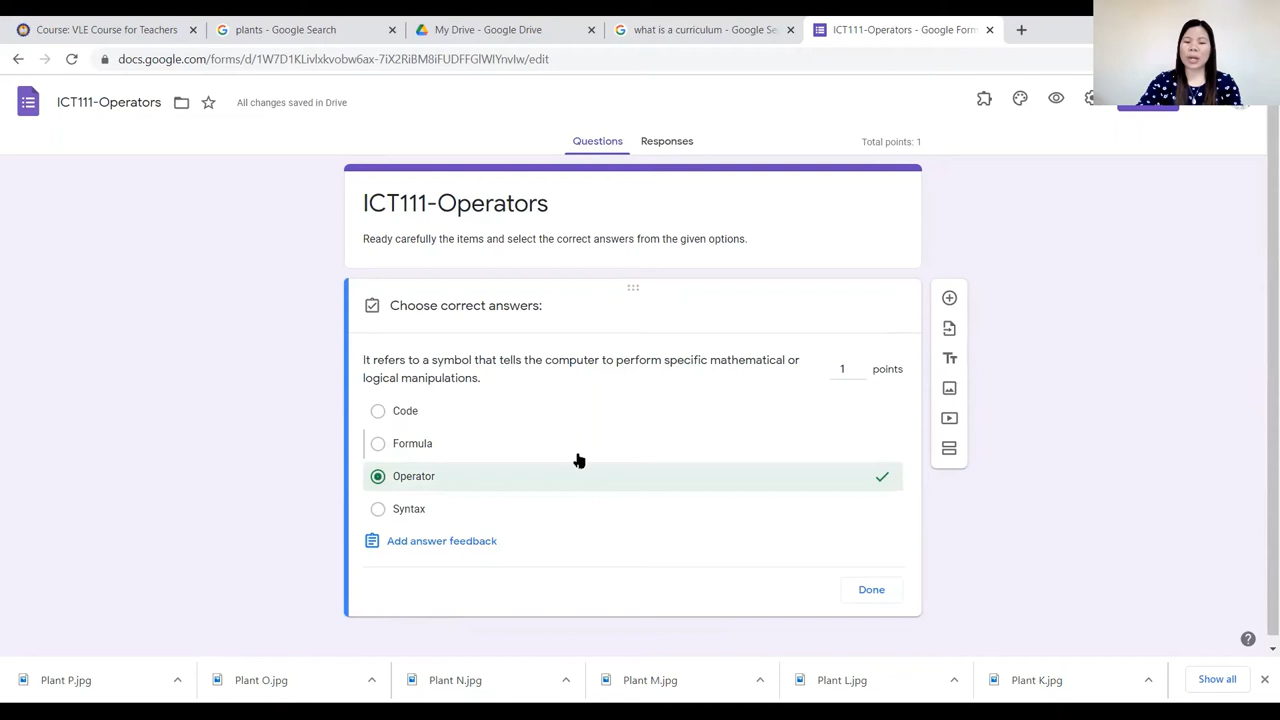 Course: VLE Course for Teachers
plants - Google Search
My Drive - Google Drive
what is a curriculum - Google Se
ICT111-Operators - Google Form
docs.google.com/forms/d/1W7D1KLivlxkvobw6ax-7iX2RiBM8iFUDFFGlWIYnvIw/edit
ICT111-Operators
All changes saved in Drive
Questions
Responses
Total points: 1
ICT111-Operators
Ready carefully the items and select the correct answers from the given options.
Choose correct answers:
It refers to a symbol that tells the computer to perform specific mathematical or
logical manipulations.
1 points
Code
Formula
Operator
Syntax
Add answer feedback
Done
Plant P.jpg
Plant O.jpg
Plant N.jpg
Plant M.jpg
Plant L.jpg
Plant K.jpg
Show all